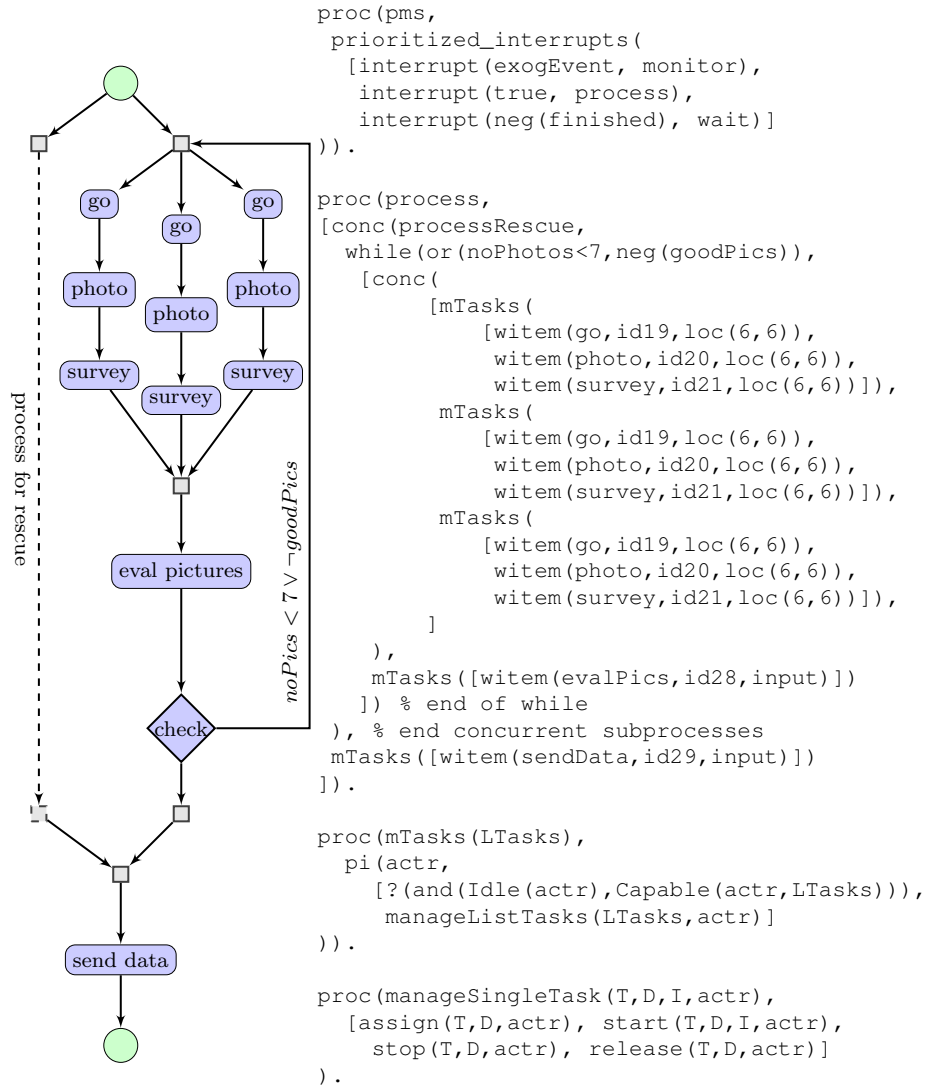 go
go
go
photo
photo
photo
survey
survey
survey
process for rescue
eval pictures
noPics < 7 ∨ ¬goodPics
check
send data
proc(pms,
prioritized_interrupts(
[interrupt(exogEvent, monitor),
interrupt(true, process),
interrupt(neg(finished), wait)]
)).
proc(process,
[conc(processRescue,
while(or(noPhotos<7,neg(goodPics)),
[conc(
[mTasks(
[witem(go,id19,loc(6,6)),
witem(photo,id20,loc(6,6)),
witem(survey,id21,loc(6,6))]),
mTasks(
[witem(go,id19,loc(6,6)),
witem(photo,id20,loc(6,6)),
witem(survey,id21,loc(6,6))]),
mTasks(
[witem(go,id19,loc(6,6)),
witem(photo,id20,loc(6,6)),
witem(survey,id21,loc(6,6))]),
]
),
mTasks([witem(evalPics,id28,input)])
]) % end of while
), % end concurrent subprocesses
mTasks([witem(sendData,id29,input)])
]).
proc(mTasks(LTasks),
pi(actr,
[?(and(Idle(actr),Capable(actr,LTasks))),
manageListTasks(LTasks,actr)]
)).
proc(manageSingleTask(T,D,I,actr),
[assign(T,D,actr), start(T,D,I,actr),
stop(T,D,actr), release(T,D,actr)]
).